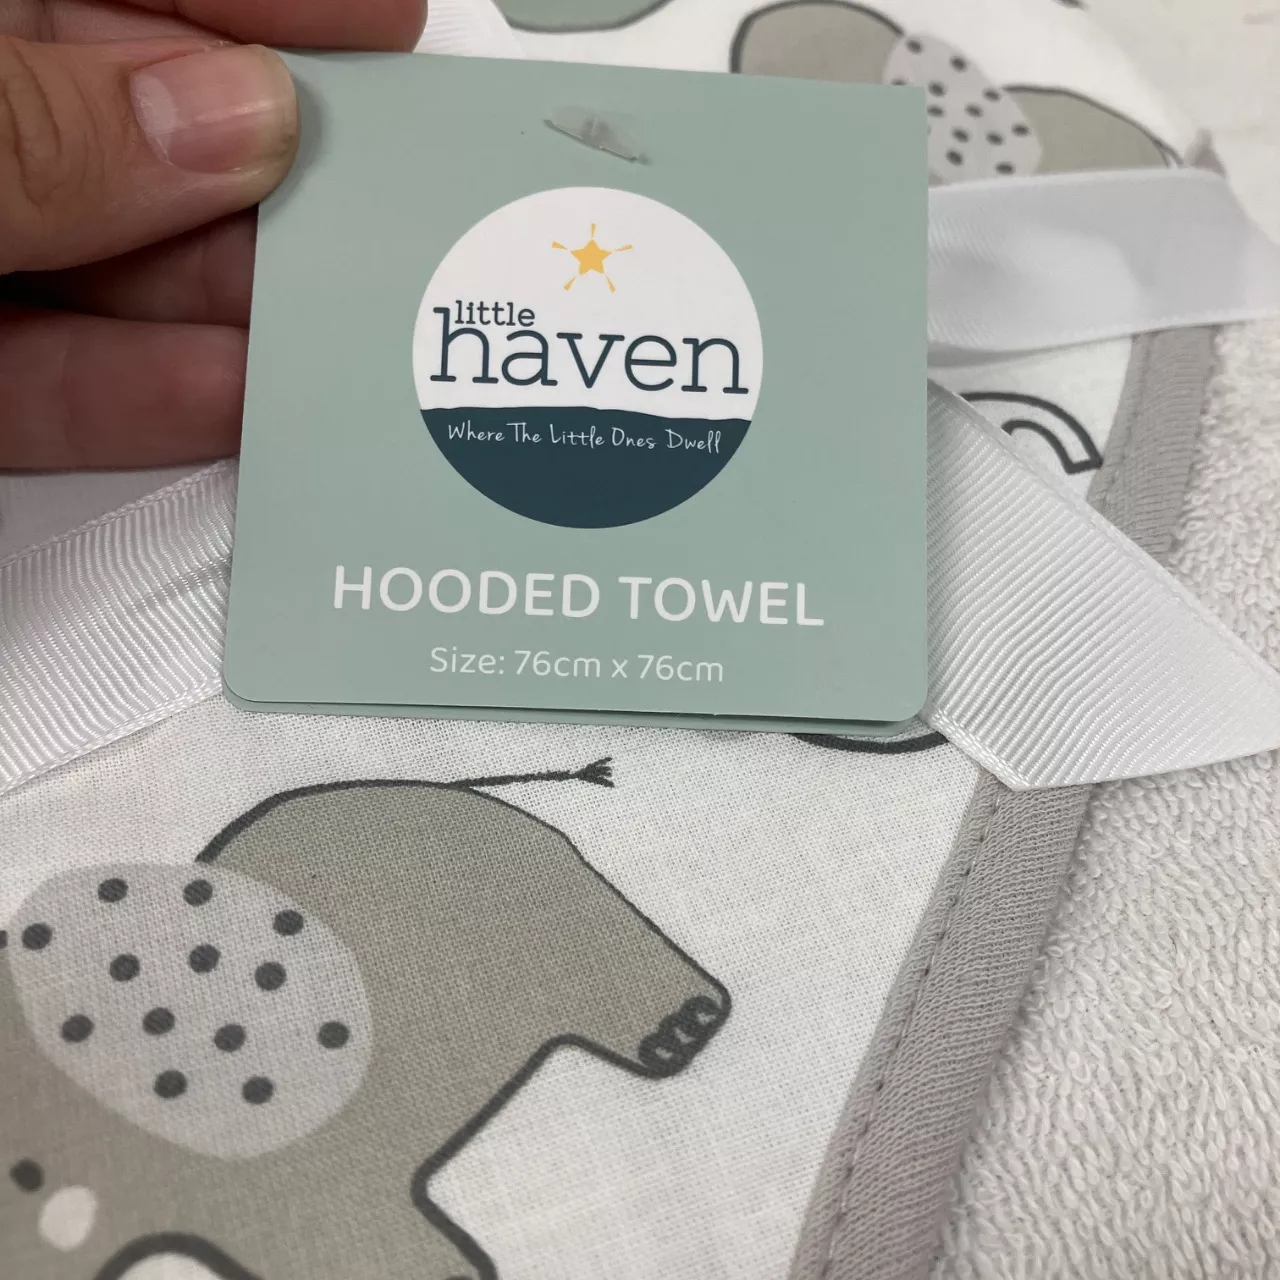 little
haven
Where The Little Ones Dwell
HOODED TOWEL
Size: 76cm x 76cm